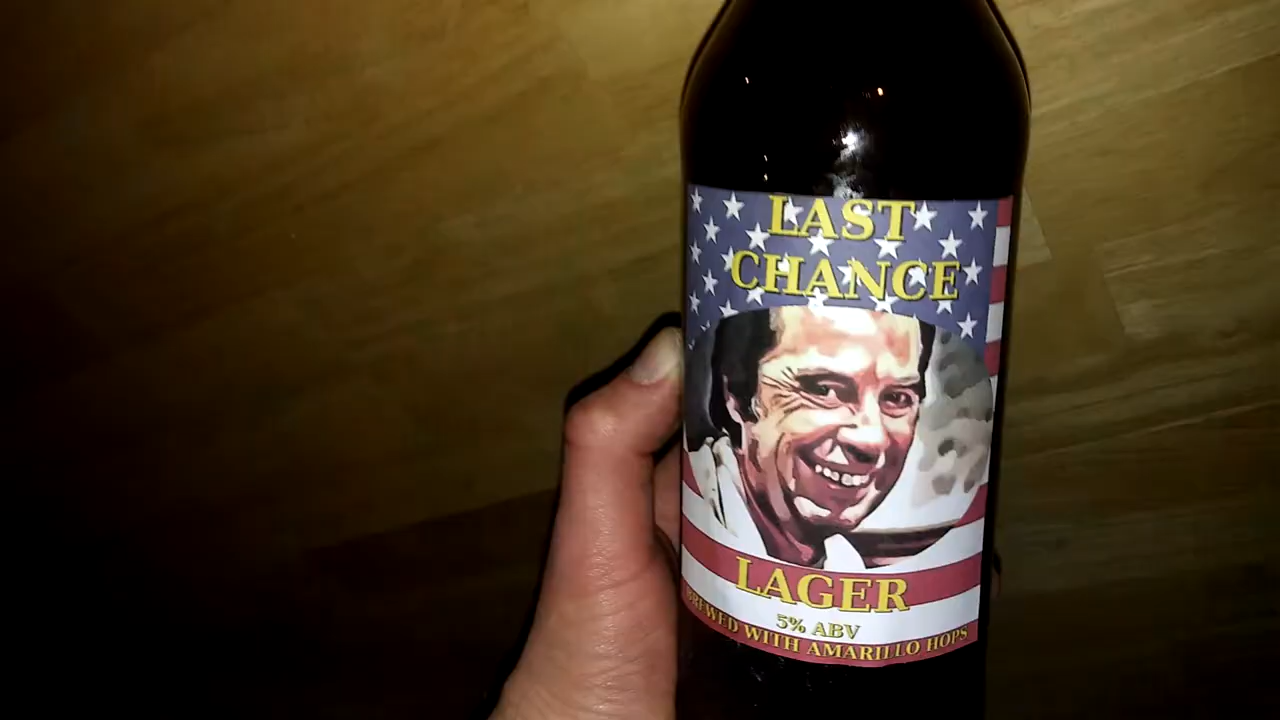 LAST
CHANCE
LAGER
5% ABV
BREWED WITH AMARILLO HOPS